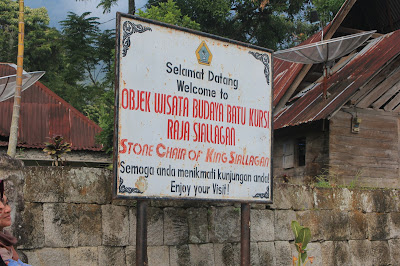 Selamat Datang
Welcome to
OBJEK WISATA BUDAYA BATU KURSI
RAJA SIALLAGAN
STONE CHAIR OF KING SIALLAGAN
Semoga anda menikmati kunjungan anda!
Enjoy your Visit!